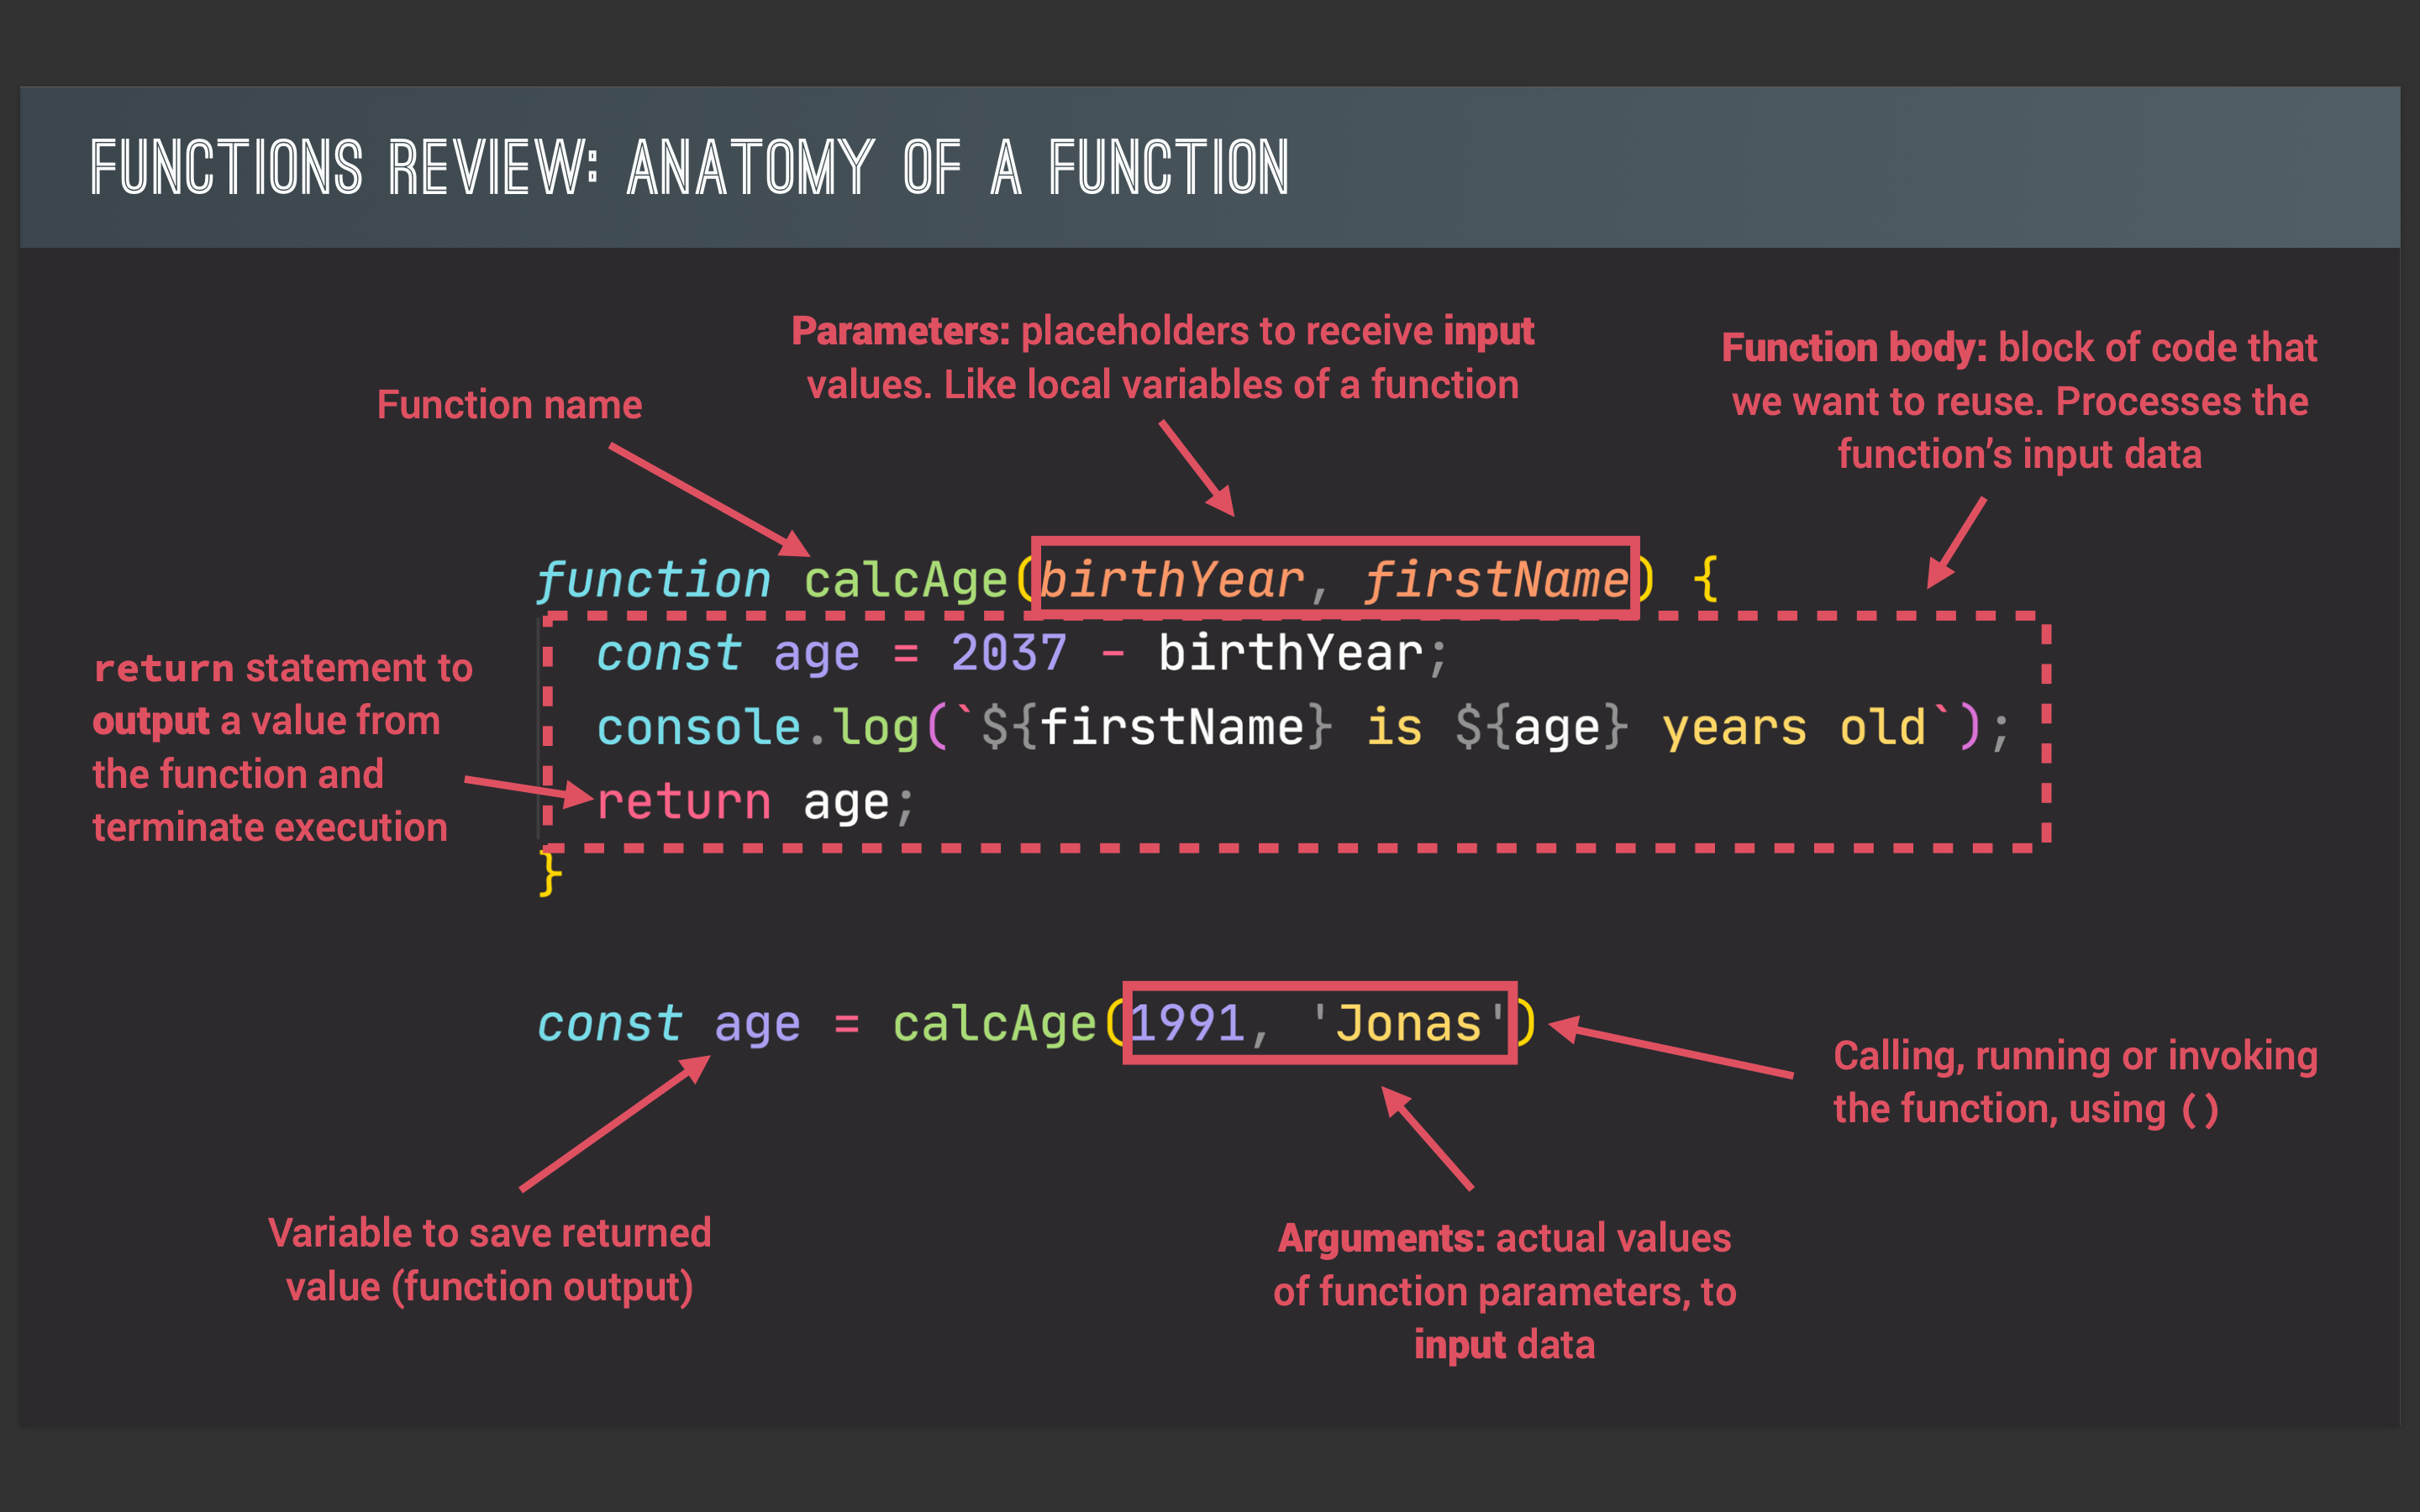 FUNCTIONS REVIEW: ANATOMY OF A FUNCTION
Parameters: placeholders to receive input
values. Like local variables of a function
Function body: block of code that
we want to reuse. Processes the
function’s input data
Function name
function calcAge(birthYear, firstName) {
const age = 2037 - birthYear;
console.log(`${firstName} is ${age} years old`);
return age;
}
return statement to
output a value from
the function and
terminate execution
const age = calcAge(1991, 'Jonas')
Calling, running or invoking
the function, using ()
Variable to save returned
value (function output)
Arguments: actual values
of function parameters, to
input data